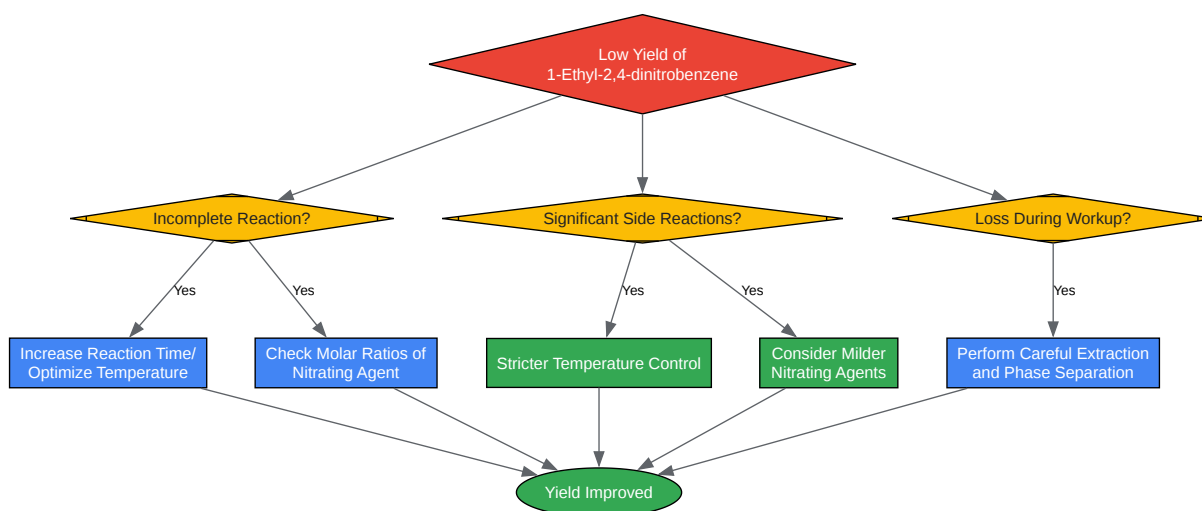 Low Yield of
1-Ethyl-2,4-dinitrobenzene
Incomplete Reaction?
Significant Side Reactions?
Loss During Workup?
Yes
Yes
Yes
Yes
Yes
Increase Reaction Time/
Optimize Temperature
Check Molar Ratios of
Nitrating Agent
Stricter Temperature Control
Consider Milder
Nitrating Agents
Perform Careful Extraction
and Phase Separation
Yield Improved